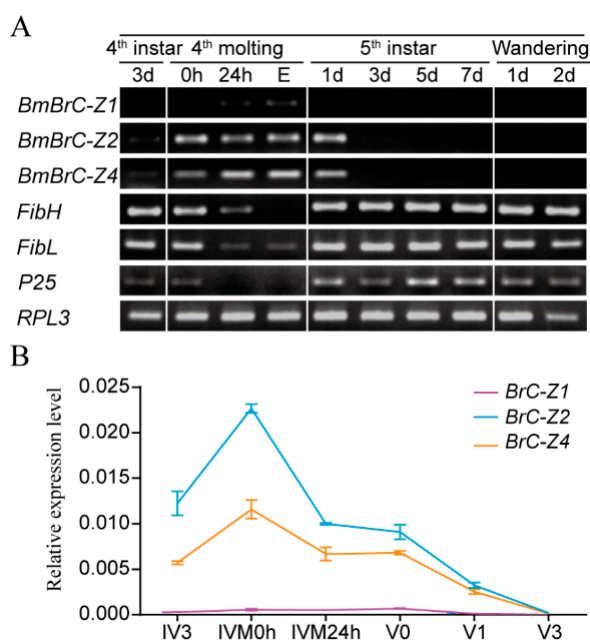 A
4th instar 4th molting 5th instar Wandering
3d 0h 24h E 1d 3d 5d 7d 1d 2d
BmBrC-Z1
BmBrC-Z2
BmBrC-Z4
FibH
FibL
P25
RPL3
B
Relative expression level
0.025
0.020
0.015
0.010
0.005
0.000
BrC-Z1
BrC-Z2
BrC-Z4
IV3 IVM0h IVM24h V0 V1 V3